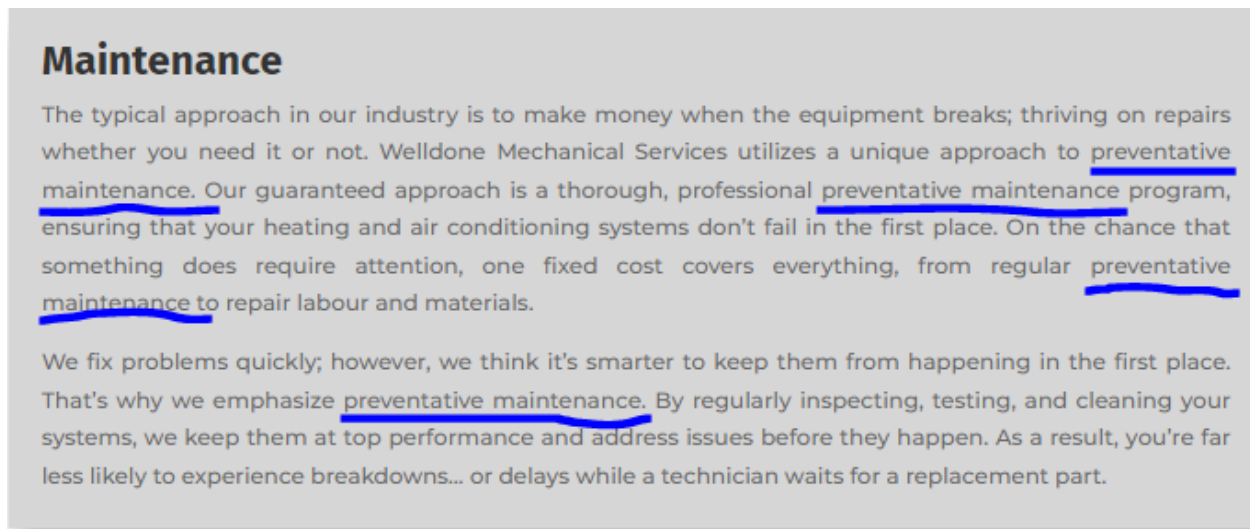 Maintenance
The typical approach in our industry is to make money when the equipment breaks; thriving on repairs
whether you need it or not. Welldone Mechanical Services utilizes a unique approach to preventative
maintenance. Our guaranteed approach is a thorough, professional preventative maintenance program,
ensuring that your heating and air conditioning systems don’t fail in the first place. On the chance that
something does require attention, one fixed cost covers everything, from regular preventative
maintenance to repair labour and materials.
We fix problems quickly; however, we think it’s smarter to keep them from happening in the first place.
That’s why we emphasize preventative maintenance. By regularly inspecting, testing, and cleaning your
systems, we keep them at top performance and address issues before they happen. As a result, you’re far
less likely to experience breakdowns... or delays while a technician waits for a replacement part.